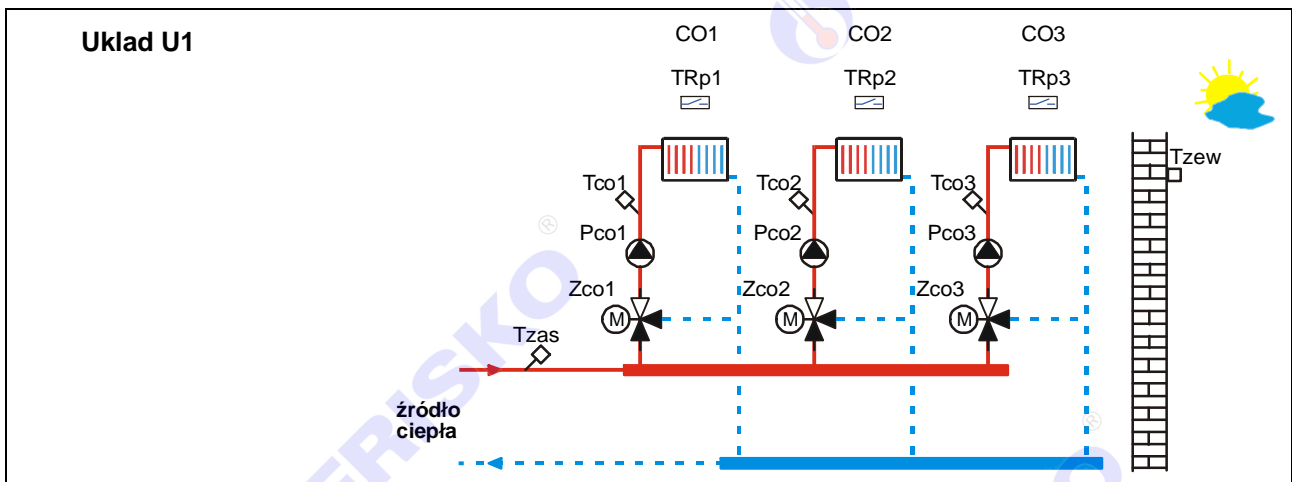 Uklad U1
CO1 CO2 CO3
TRp1 TRp2 TRp3
Tzew
Tco1 Tco2 Tco3
Pco1 Pco2 Pco3
Zco1 Zco2 Zco3
M M M
Tzas
źródło
ciepła
FRISKO ®
O ®